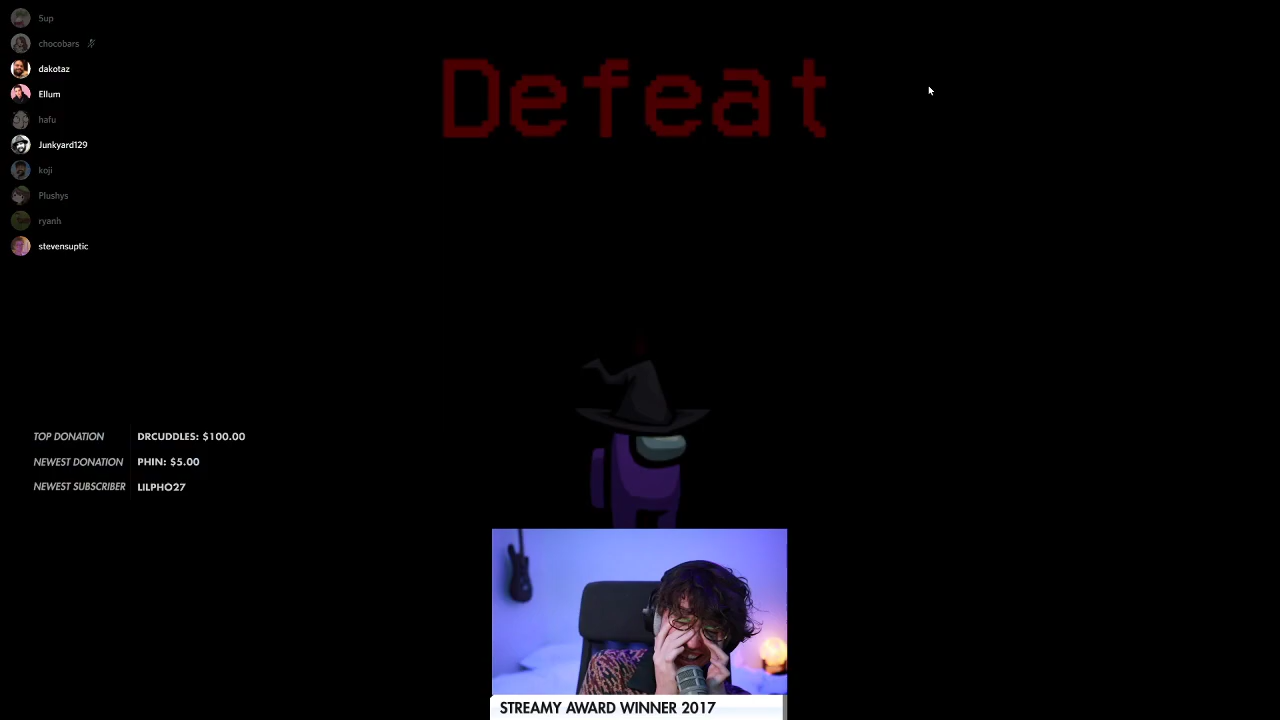 5up
chocobars
dakotaz
Ellum
hafu
Junkyard129
koji
Plushys
ryanh
stevensuptic
Defeat
TOP DONATION DRCUDDLES: $100.00
NEWEST DONATION PHIN: $5.00
NEWEST SUBSCRIBER LILPHO27
STREAMY AWARD WINNER 2017